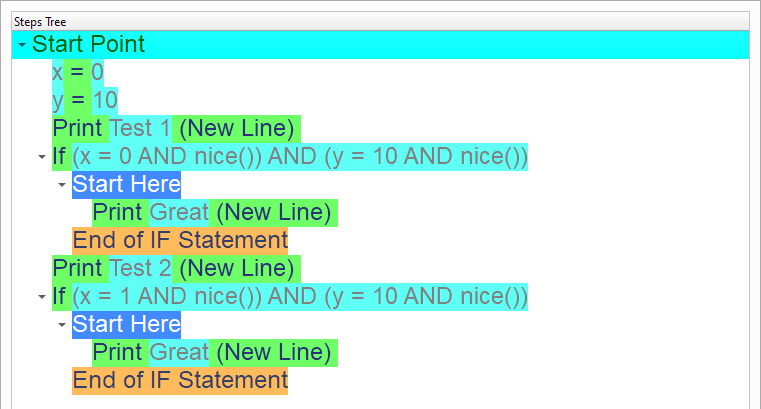 Steps Tree
Start Point
x = 0
y = 10
Print Test 1 (New Line)
If (x = 0 AND nice()) AND (y = 10 AND nice())
Start Here
Print Great (New Line)
End of IF Statement
Print Test 2 (New Line)
If (x = 1 AND nice()) AND (y = 10 AND nice())
Start Here
Print Great (New Line)
End of IF Statement